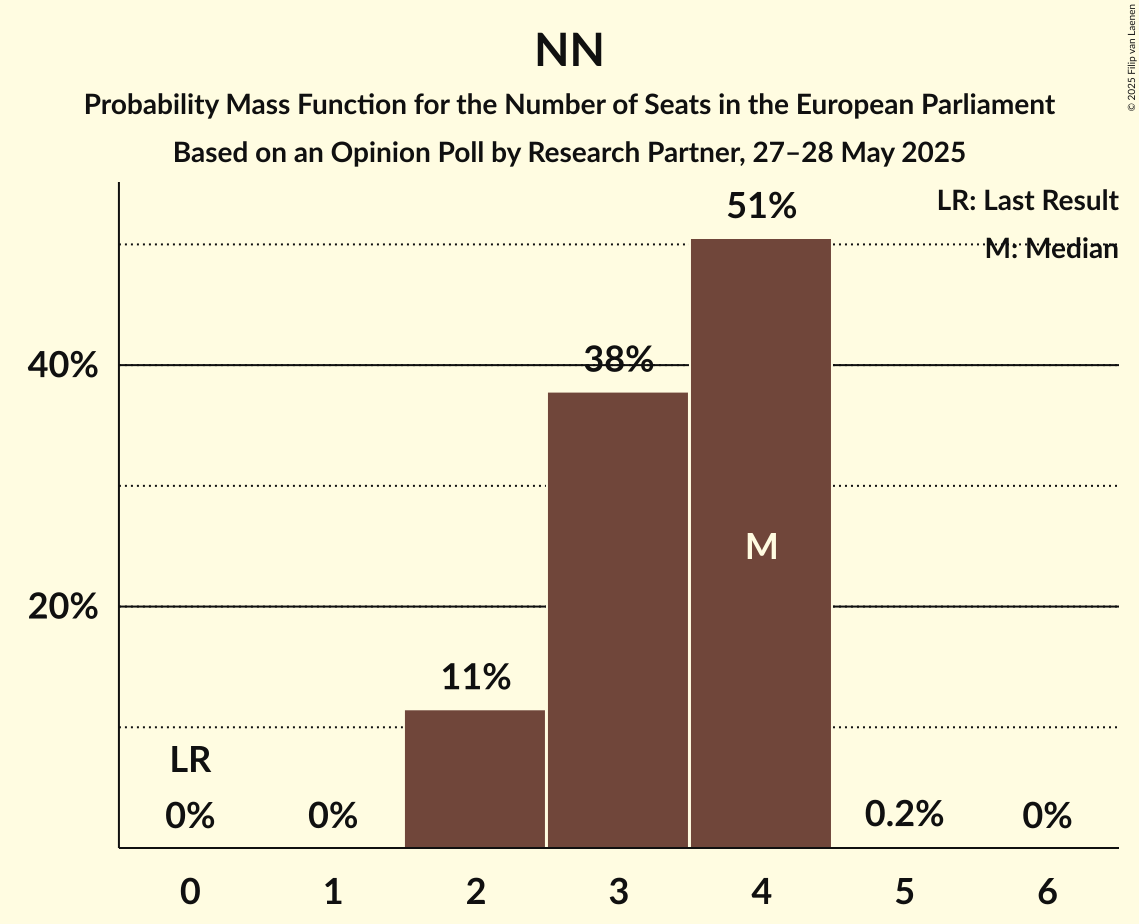 NN
Probability Mass Function for the Number of Seats in the European Parliament
Based on an Opinion Poll by Research Partner, 27–28 May 2025
© 2025 Filip van Laenen
LR: Last Result
M: Median
51%
40%
38%
M
20%
11%
LR
0%
0%
0.2%
0%
0 1 2 3 4 5 6